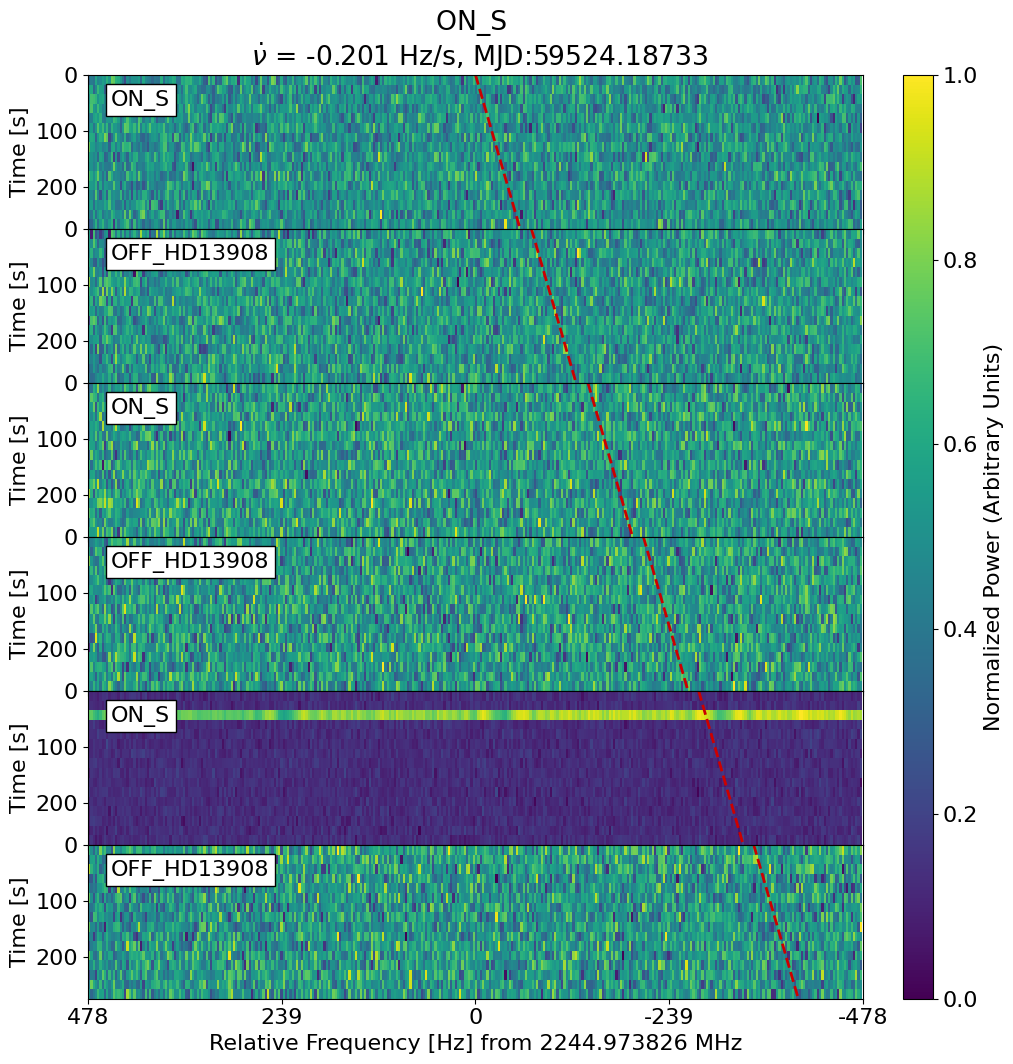 ON_S
ν̇ = -0.201 Hz/s, MJD:59524.18733
0
ON_S
100
Time [s]
200
0
OFF_HD13908
100
Time [s]
200
0
ON_S
100
Time [s]
200
0
OFF_HD13908
100
Time [s]
200
0
ON_S
100
Time [s]
200
0
OFF_HD13908
100
Time [s]
200
478 239 0 -239 -478
Relative Frequency [Hz] from 2244.973826 MHz
1.0
0.8
0.6
0.4
0.2
0.0
Normalized Power (Arbitrary Units)